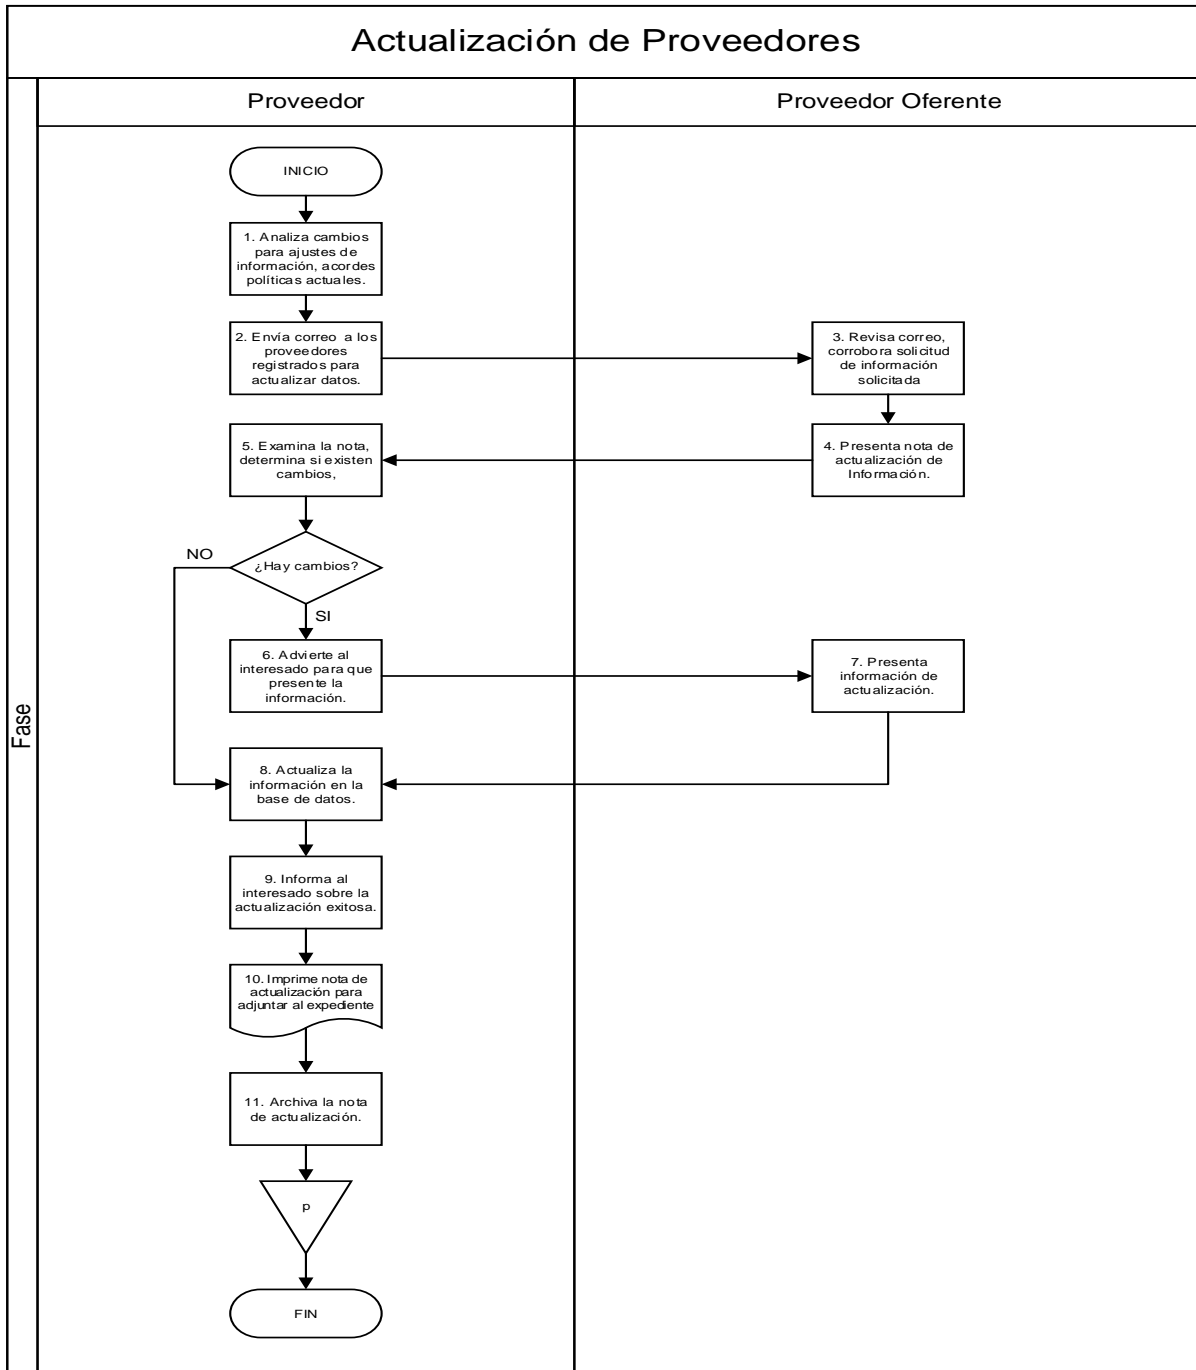 Actualización de Proveedores
Proveedor
Proveedor Oferente
Fase
INICIO
1. Analiza cambios
para ajustes de
información, acordes
políticas actuales.
2. Envía correo a los
proveedores
registrados para
actualizar datos.
3. Revisa correo,
corrobora solicitud
de información
solicitada
4. Presenta nota de
actualización de
Información.
5. Examina la nota,
determina si existen
cambios,
¿Hay cambios?
NO
SI
6. Advierte al
interesado para que
presente la
información.
7. Presenta
información de
actualización.
8. Actualiza la
información en la
base de datos.
9. Informa al
interesado sobre la
actualización exitosa.
10. Imprime nota de
actualización para
adjuntar al expediente
11. Archiva la nota
de actualización.
p
FIN